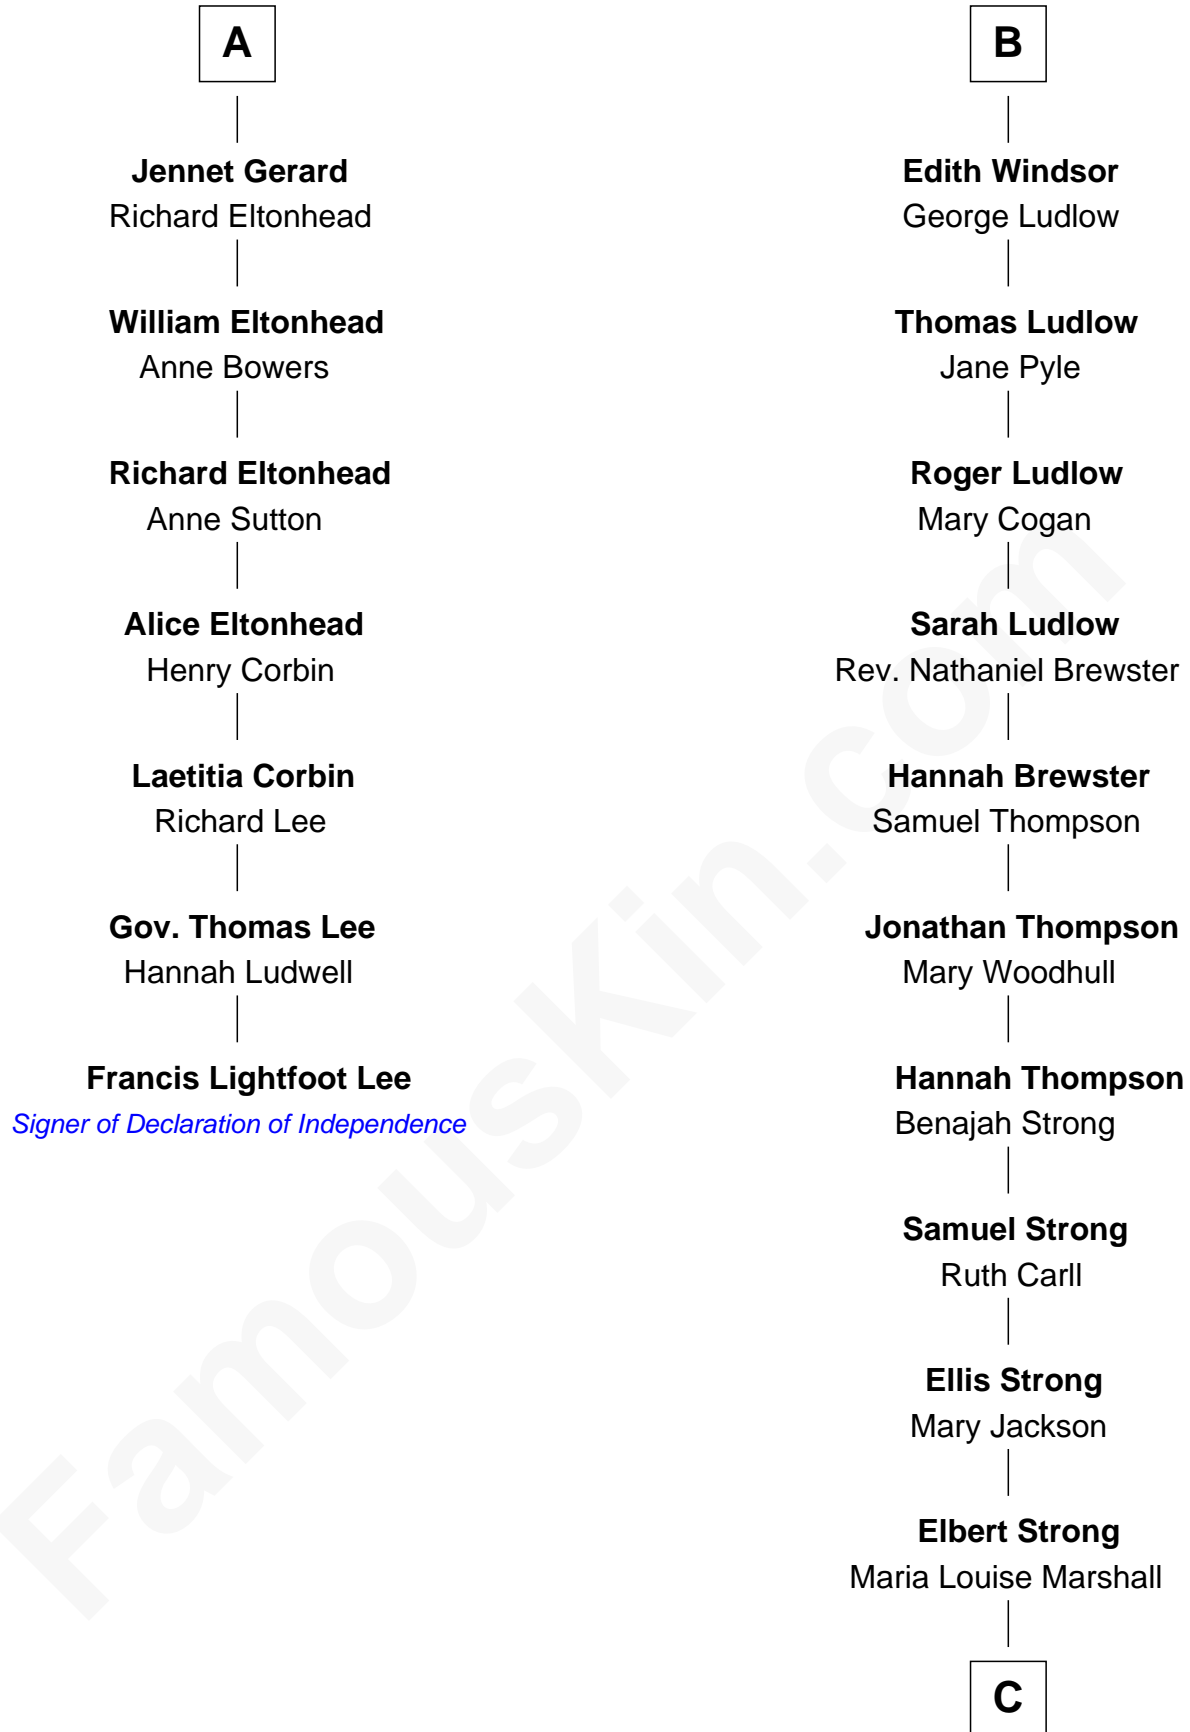 A
Jennet Gerard
Richard Eltonhead
William Eltonhead
Anne Bowers
Richard Eltonhead
Anne Sutton
Alice Eltonhead
Henry Corbin
Laetitia Corbin
Richard Lee
Gov. Thomas Lee
Hannah Ludwell
Francis Lightfoot Lee
Signer of Declaration of Independence
B
Edith Windsor
George Ludlow
Thomas Ludlow
Jane Pyle
Roger Ludlow
Mary Cogan
Sarah Ludlow
Rev. Nathaniel Brewster
Hannah Brewster
Samuel Thompson
Jonathan Thompson
Mary Woodhull
Hannah Thompson
Benajah Strong
Samuel Strong
Ruth Carll
Ellis Strong
Mary Jackson
Elbert Strong
Maria Louise Marshall
C
FamousKin.com